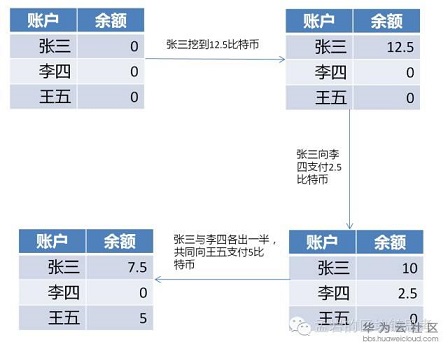 账户 余额
张三 0
李四 0
王五 0
张三挖到12.5比特币
账户 余额
张三 12.5
李四 0
王五 0
张三向李
四支付2.5
比特币
账户 余额
张三 10
李四 2.5
王五 0
张三与李四各出一半，
共同向王五支付5比
特币
账户 余额
张三 7.5
李四 0
王五 5
华为云社区
bbs.huaweicloud.com